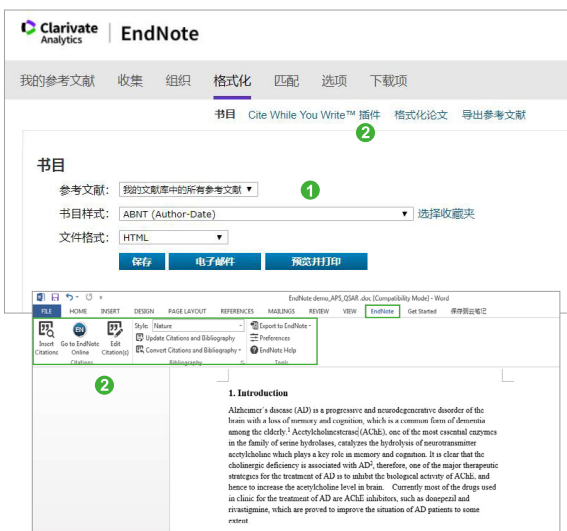 Clarivate
Analytics
EndNote
我的参考文献 收集 组织 格式化 匹配 选项 下载项
书目 Cite While You Write™ 插件 格式化论文 导出参考文献
2
书目
参考文献: 我的文献库中的所有参考文献 1
书目样式: ABNT (Author-Date) 选择收藏夹
文件格式: HTML
保存 电子邮件 预览并打印
EndNote demo_APS_QSAR .doc [Compatibility Mode] - Word
FILE HOME INSERT DESIGN PAGE LAYOUT REFERENCES MAILINGS REVIEW VIEW EndNote Get Started 保存到云笔记
Insert Citations
Go to EndNote Online
Edit Citation(s)
Citations
Style: Nature
Update Citations and Bibliography
Convert Citations and Bibliography
Bibliography
Export to EndNote
Preferences
EndNote Help
Tools
2
1. Introduction
Alzheimer's disease (AD) is a progressive and neurodegenerative disorder of the
brain with a loss of memory and cognition, which is a common form of dementia
among the elderly.1 Acetylcholinesterase (AChE), one of the most essential enzymes
in the family of serine hydrolases, catalyzes the hydrolysis of neurotransmitter
acetylcholine which plays a key role in memory and cognition. It is clear that the
cholinergic deficiency is associated with AD2, therefore, one of the major therapeutic
strategies for the treatment of AD is to inhibit the biological activity of AChE, and
hence to increase the acetylcholine level in brain. Currently most of the drugs used
in clinic for the treatment of AD are AChE inhibitors, such as donepezil and
rivastigmine, which are proved to improve the situation of AD patients to some
extent